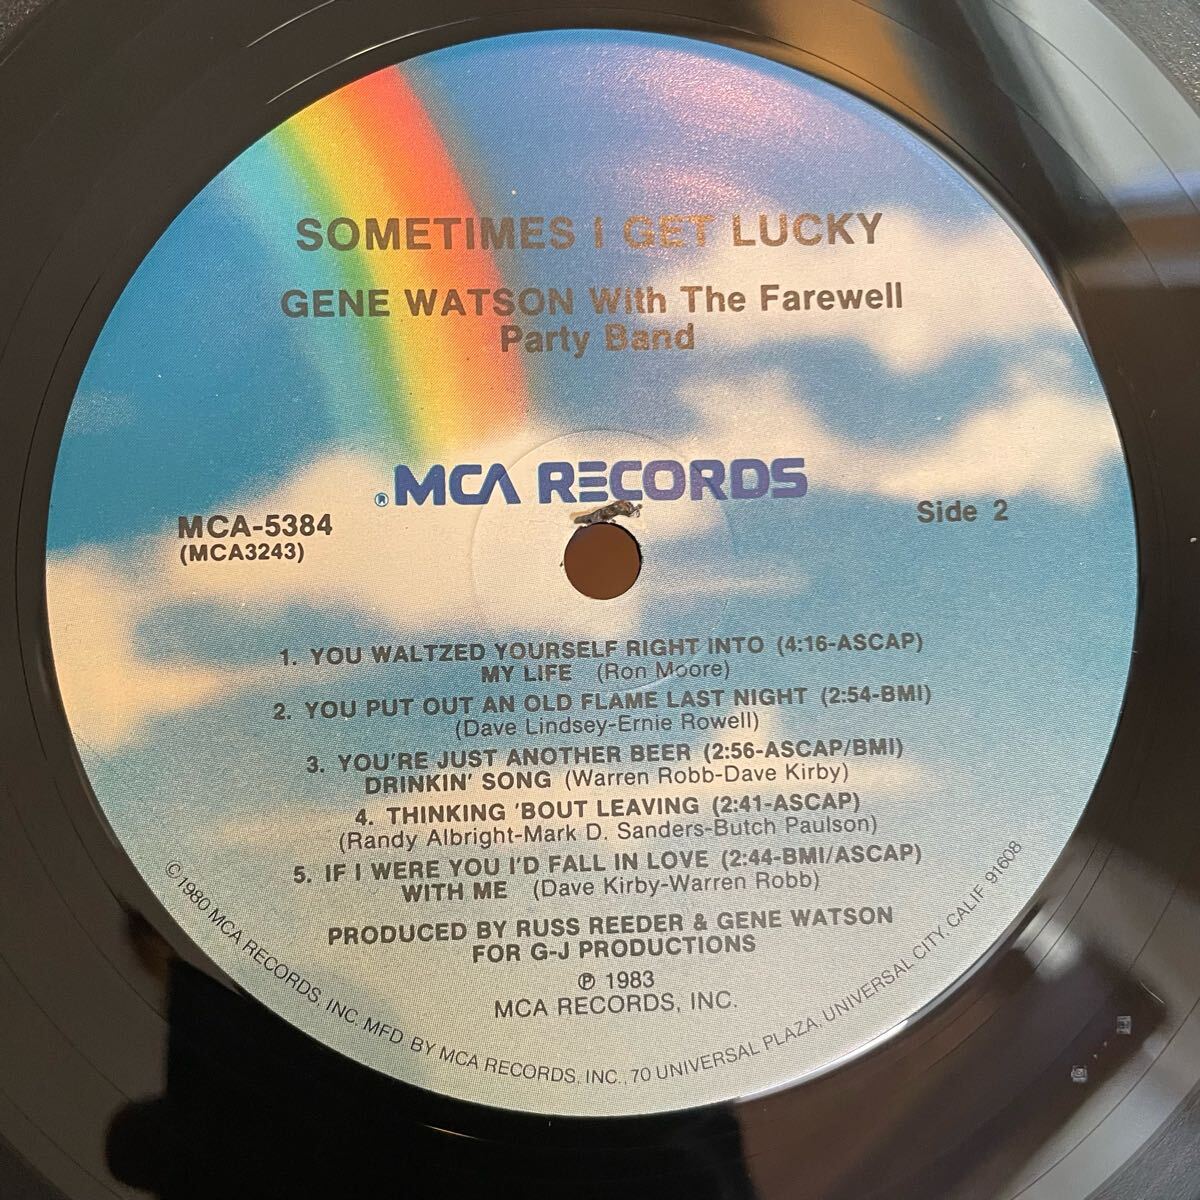 SOMETIMES I GET LUCKY
GENE WATSON With The Farewell
Party Band
® MCA RECORDS
MCA-5384
(MCA3243)
Side 2
1. YOU WALTZED YOURSELF RIGHT INTO (4:16-ASCAP)
MY LIFE (Ron Moore)
2. YOU PUT OUT AN OLD FLAME LAST NIGHT (2:54-BMI)
(Dave Lindsey-Ernie Rowell)
3. YOU'RE JUST ANOTHER BEER (2:56-ASCAP/BMI)
DRINKIN' SONG (Warren Robb-Dave Kirby)
4. THINKING 'BOUT LEAVING (2:41-ASCAP)
(Randy Albright-Mark D. Sanders-Butch Paulson)
5. IF I WERE YOU I'D FALL IN LOVE (2:44-BMI/ASCAP)
WITH ME (Dave Kirby-Warren Robb)
PRODUCED BY RUSS REEDER & GENE WATSON
FOR G-J PRODUCTIONS
℗ 1983
MCA RECORDS, INC.
©1980 MCA RECORDS, INC. MFD BY MCA RECORDS, INC., 70 UNIVERSAL PLAZA, UNIVERSAL CITY, CALIF 91608